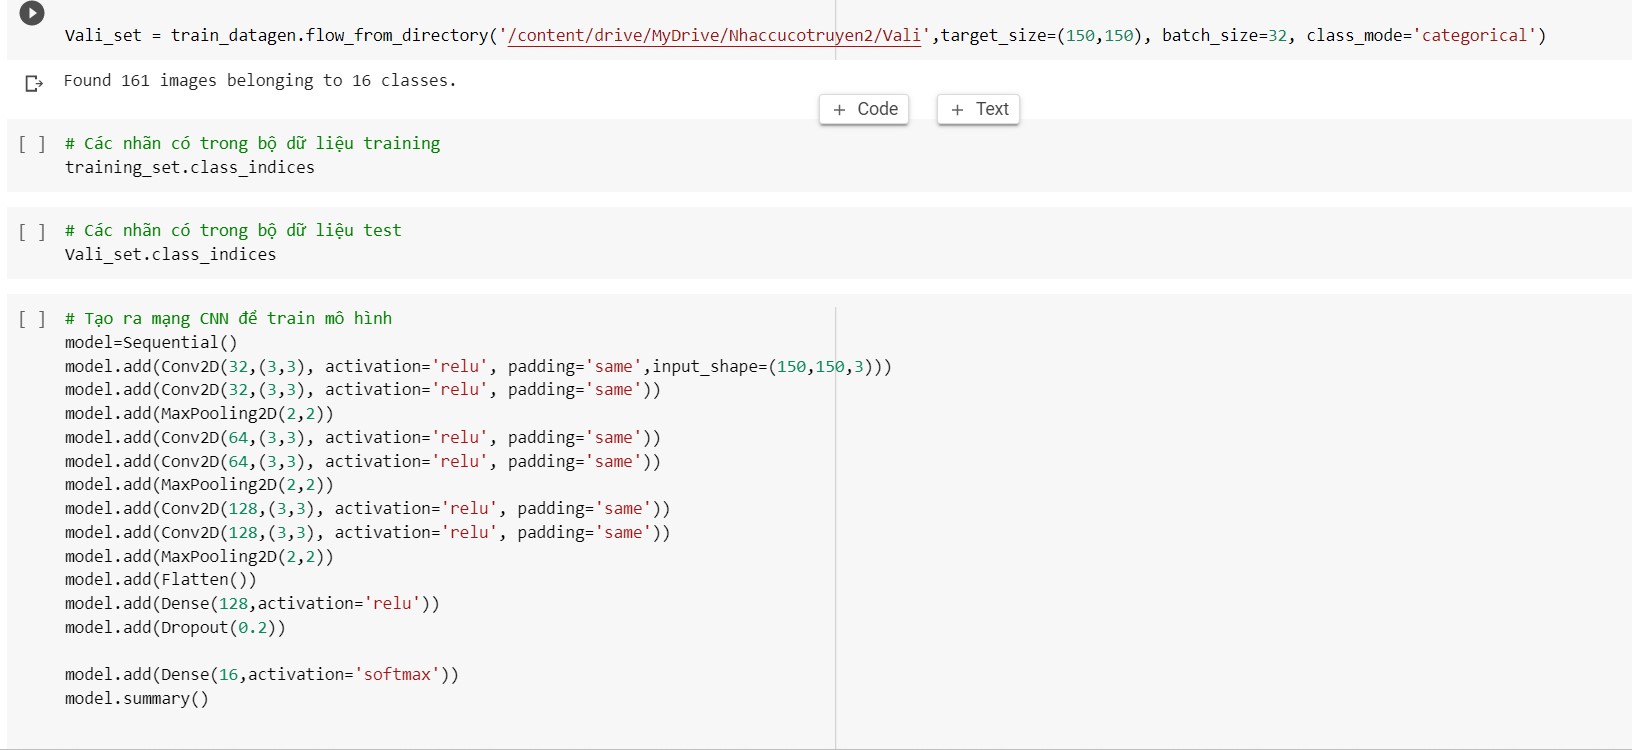 Vali_set = train_datagen.flow_from_directory('/content/drive/MyDrive/Nhaccucotruyen2/Vali',target_size=(150,150), batch_size=32, class_mode='categorical')
Found 161 images belonging to 16 classes.
+ Code
+ Text
[ ] # Các nhãn có trong bộ dữ liệu training
training_set.class_indices
[ ] # Các nhãn có trong bộ dữ liệu test
Vali_set.class_indices
[ ] # Tạo ra mạng CNN để train mô hình
model=Sequential()
model.add(Conv2D(32,(3,3), activation='relu', padding='same',input_shape=(150,150,3)))
model.add(Conv2D(32,(3,3), activation='relu', padding='same'))
model.add(MaxPooling2D(2,2))
model.add(Conv2D(64,(3,3), activation='relu', padding='same'))
model.add(Conv2D(64,(3,3), activation='relu', padding='same'))
model.add(MaxPooling2D(2,2))
model.add(Conv2D(128,(3,3), activation='relu', padding='same'))
model.add(Conv2D(128,(3,3), activation='relu', padding='same'))
model.add(MaxPooling2D(2,2))
model.add(Flatten())
model.add(Dense(128,activation='relu'))
model.add(Dropout(0.2))
model.add(Dense(16,activation='softmax'))
model.summary()